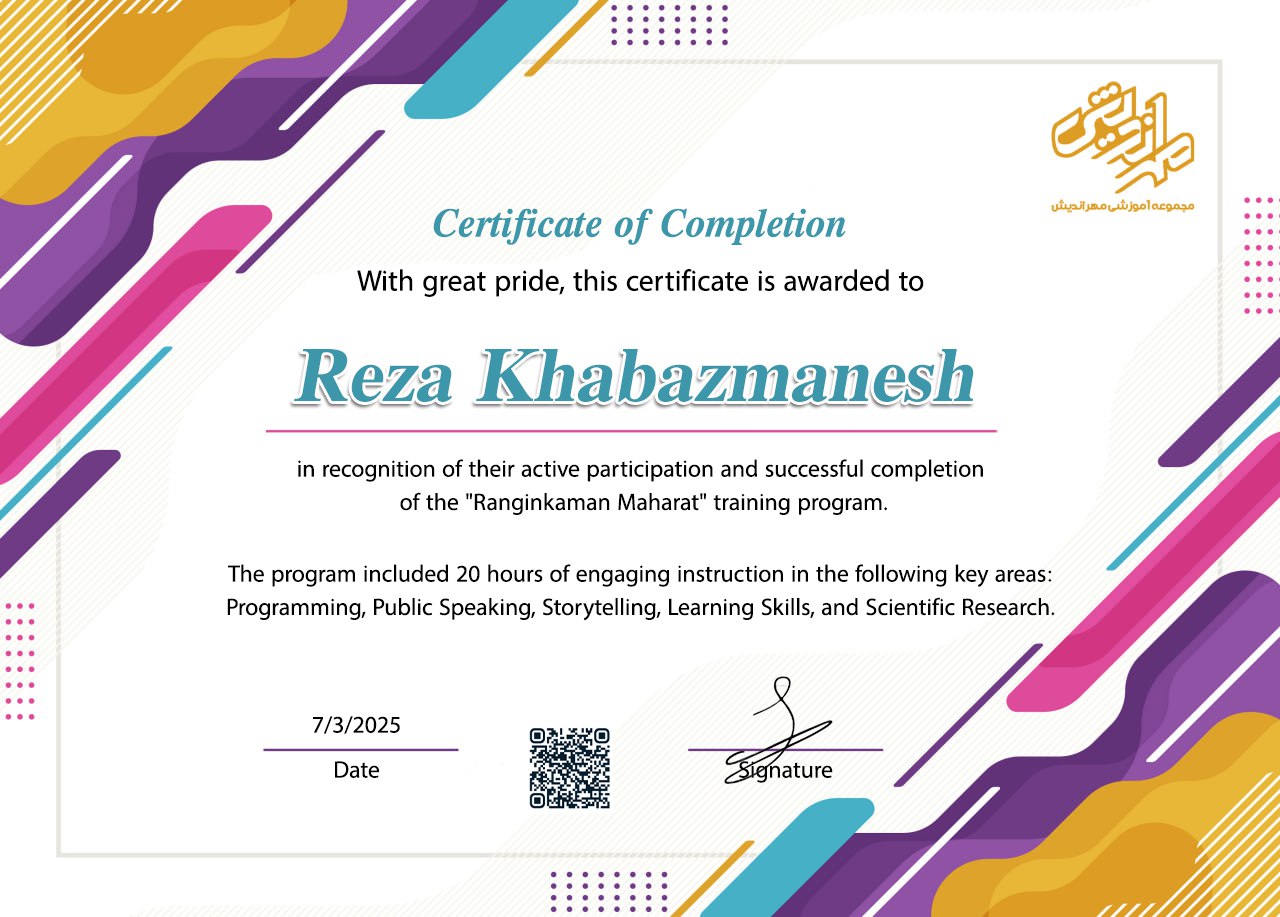 مهراندیش
مجموعه آموزشی مهراندیش
Certificate of Completion
With great pride, this certificate is awarded to
Reza Khabazmanesh
in recognition of their active participation and successful completion
of the "Ranginkaman Maharat" training program.
The program included 20 hours of engaging instruction in the following key areas:
Programming, Public Speaking, Storytelling, Learning Skills, and Scientific Research.
7/3/2025
Date
Signature